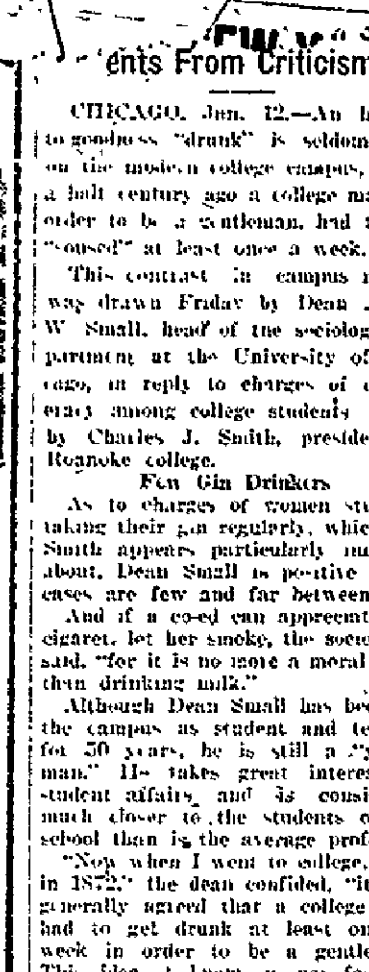 ents From Criticism
CHICAGO, Jan. 12.—An h
to goodness "drunk" is seldom
on the modern college campus,
a half century ago a college ma
order to be a gentleman, had t
"soused" at least once a week.
This contrast in campus m
was drawn Friday by Dean
W Small, head of the sociolog
partment at the University of
cago, in reply to charges of d
eracy among college students
by Charles J. Smith, preside
Roanoke college.
Few Gin Drinkers
As to charges of women stu
taking their gin regularly, whic
Smith appears particularly
about, Dean Small is positive
cases are few and far between
And if a co-ed can appreciat
cigaret, let her smoke, the socio
said, "for it is no more a moral
than drinking milk."
Although Dean Small has bee
the campus as student and te
for 50 years, he is still a "y
man." He takes great interes
student affairs and is consi
much closer to the students o
school than is the average prof
"Now when I went to college,
in 1872," the dean confided, "it
generally agreed that a college
had to get drunk at least on
week in order to be a gentle